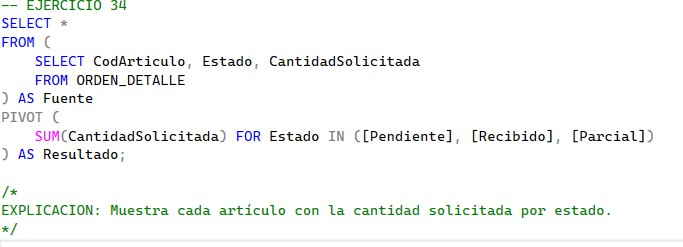 -- EJERCICIO 34
SELECT *
FROM (
    SELECT CodArticulo, Estado, CantidadSolicitada
    FROM ORDEN_DETALLE
) AS Fuente
PIVOT (
    SUM(CantidadSolicitada) FOR Estado IN ([Pendiente], [Recibido], [Parcial])
) AS Resultado;

/*
EXPLICACION: Muestra cada artículo con la cantidad solicitada por estado.
*/